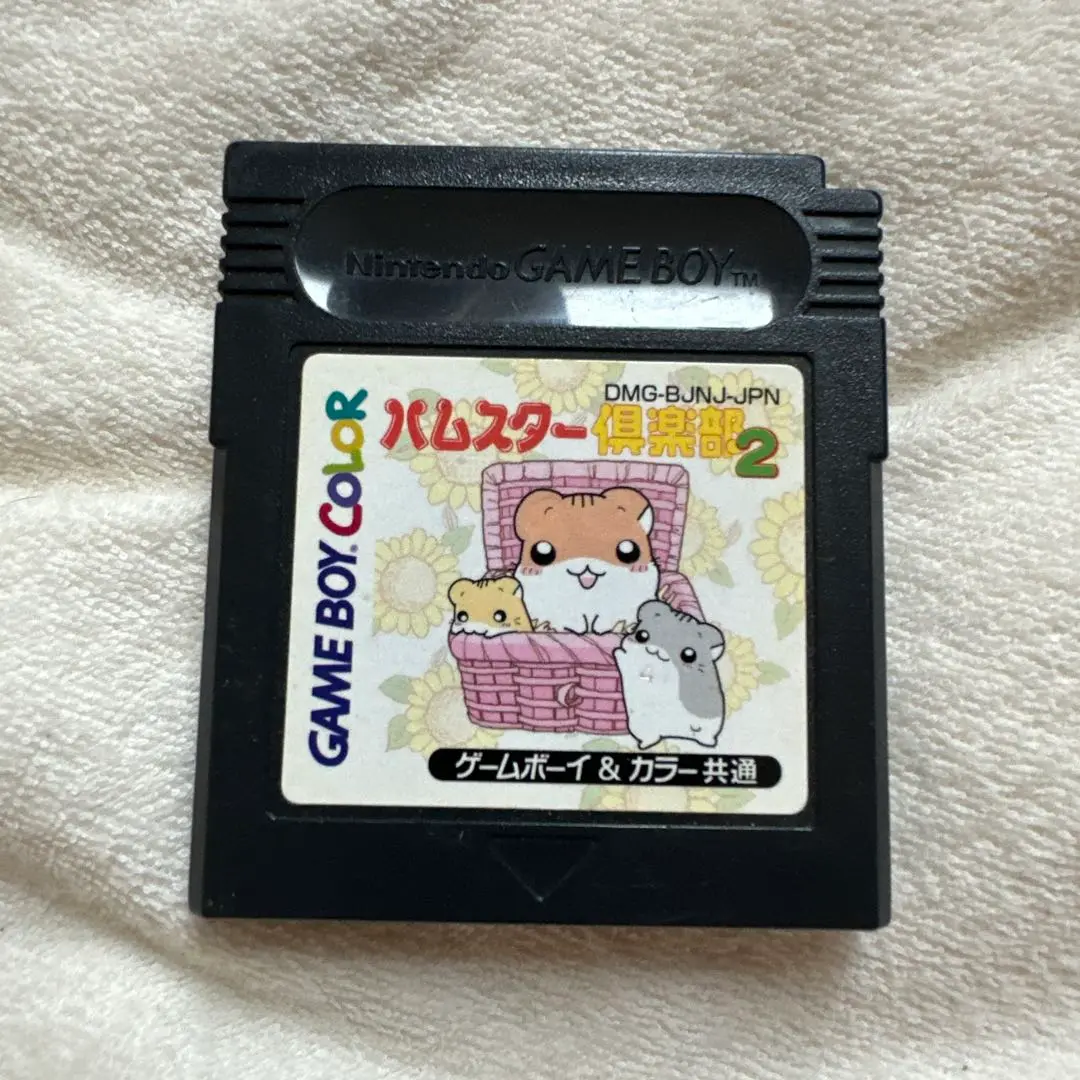 Nintendo GAME BOY™
DMG-BJNJ-JPN
ハムスター倶楽部2
GAME BOY COLOR
ゲームボーイ & カラー共通